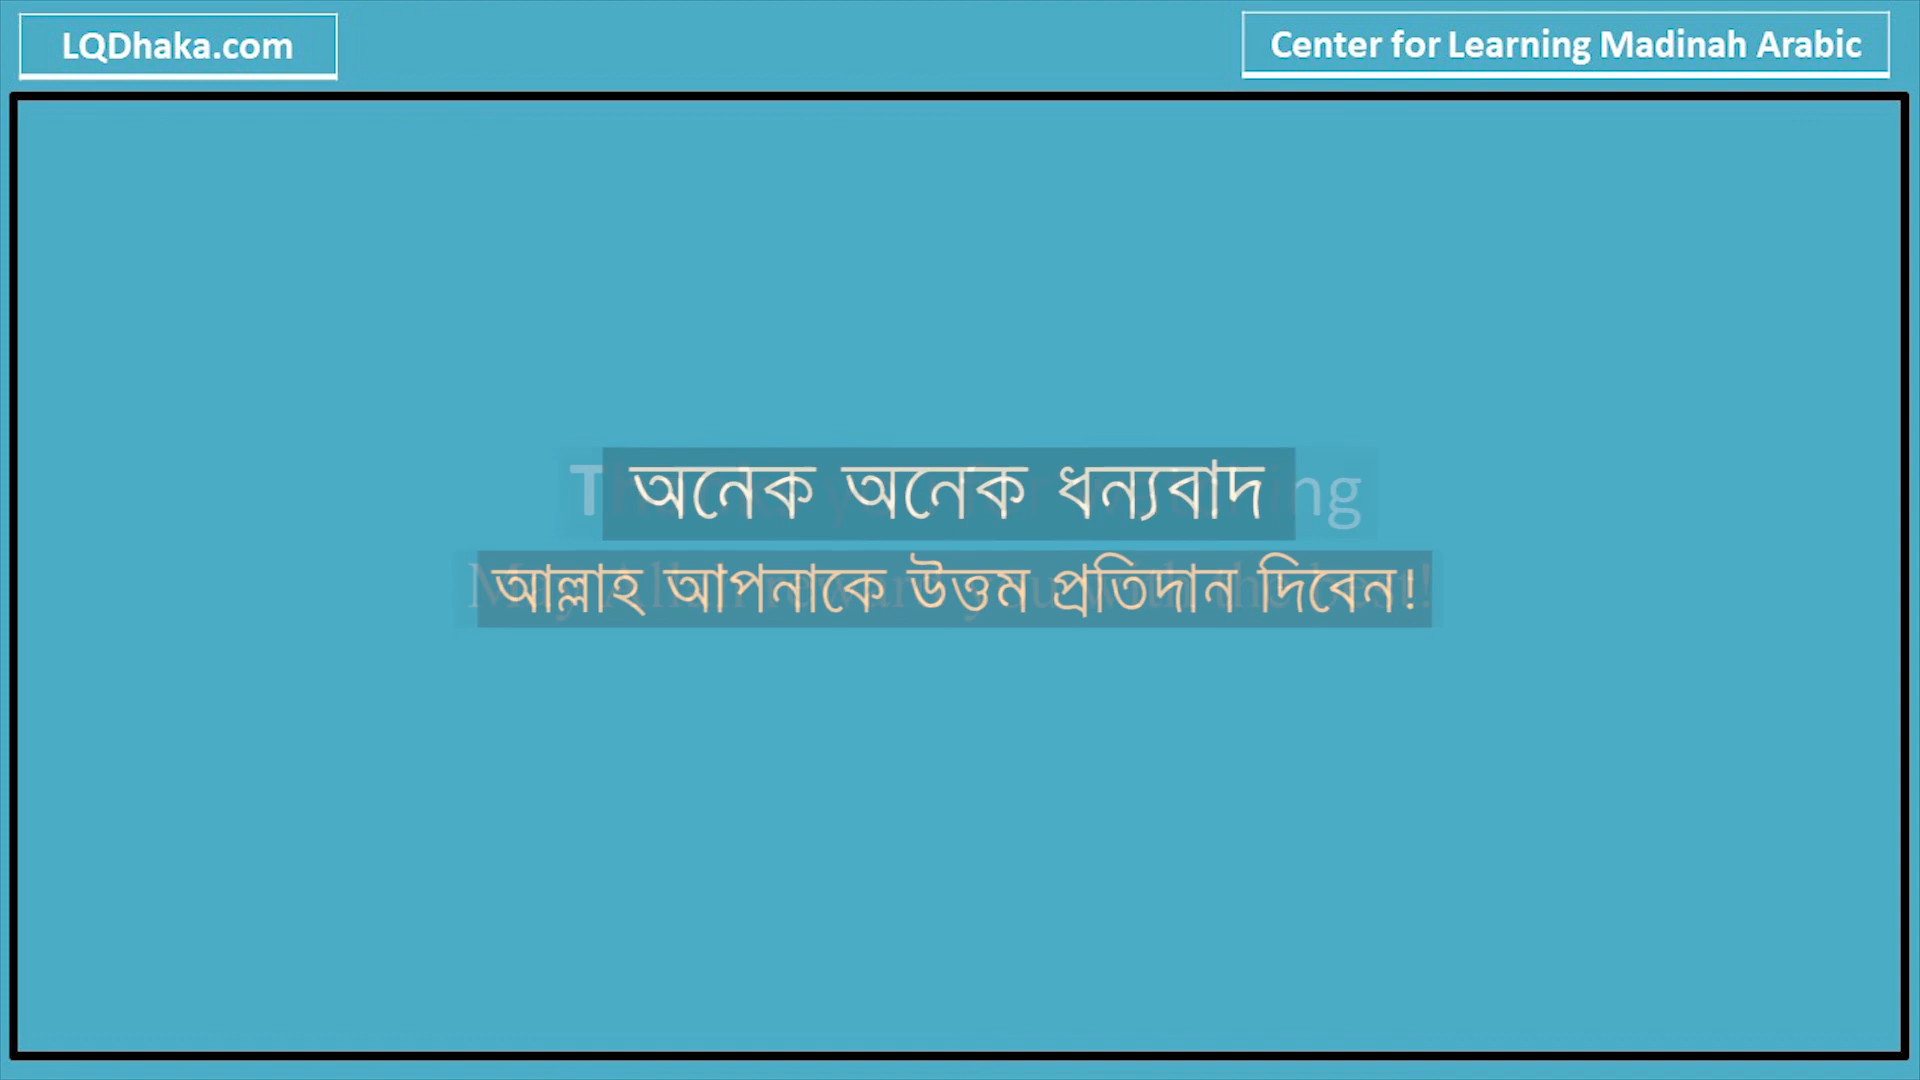 LQDhaka.com
Center for Learning Madinah Arabic
অনেক অনেক ধন্যবাদ
আল্লাহ আপনাকে উত্তম প্রতিদান দিবেন!